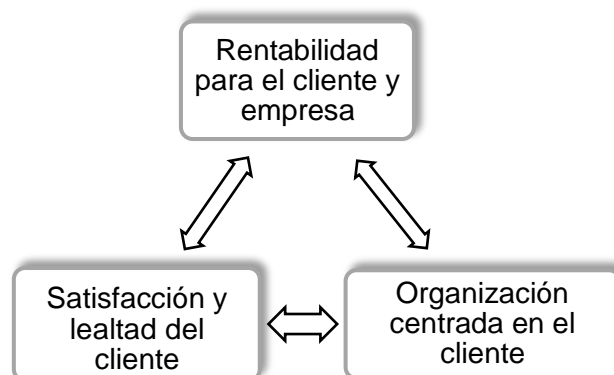 Rentabilidad
para el cliente y
empresa
Satisfacción y
lealtad del
cliente
Organización
centrada en el
cliente